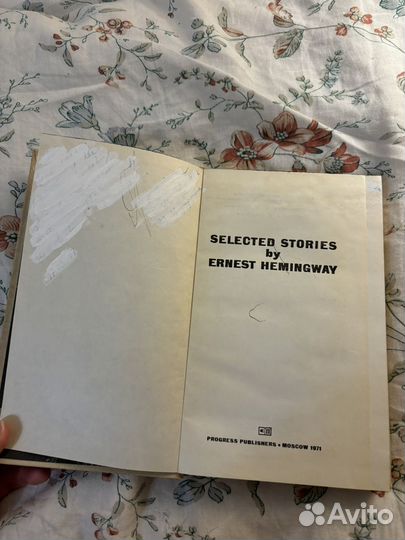 SELECTED STORIES
by
ERNEST HEMINGWAY
PROGRESS PUBLISHERS • MOSCOW 1971
Avito